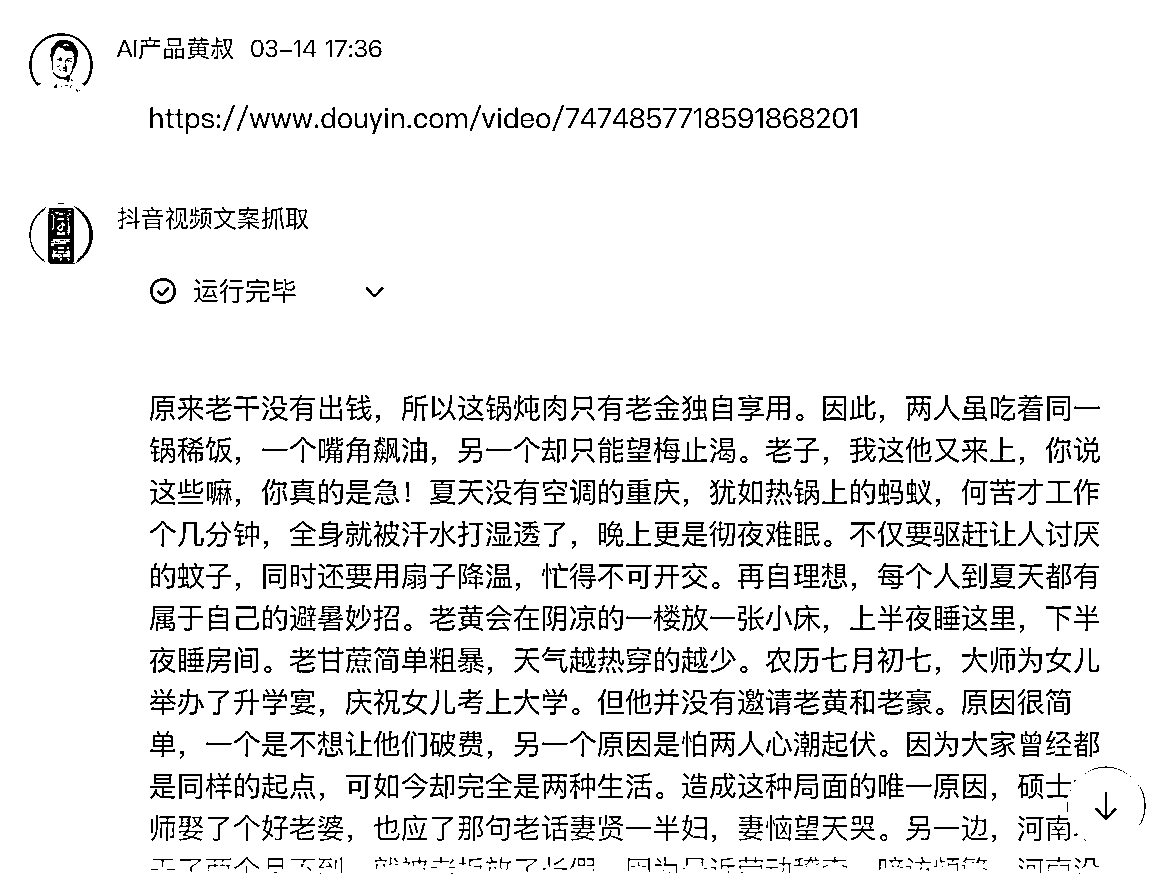 AI产品黄叔 03-14 17:36
https://www.douyin.com/video/7474857718591868201
抖音视频文案抓取
运行完毕
原来老干没有出钱，所以这锅炖肉只有老金独自享用。因此，两人虽吃着同一
锅稀饭，一个嘴角飙油，另一个却只能望梅止渴。老子，我这他又来上，你说
这些嘛，你真的是急！夏天没有空调的重庆，犹如热锅上的蚂蚁，何苦才工作
个几分钟，全身就被汗水打湿透了，晚上更是彻夜难眠。不仅要驱赶让人讨厌
的蚊子，同时还要用扇子降温，忙得不可开交。再自理想，每个人到夏天都有
属于自己的避暑妙招。老黄会在阴凉的一楼放一张小床，上半夜睡这里，下半
夜睡房间。老甘蔗简单粗暴，天气越热穿的越少。农历七月初七，大师为女儿
举办了升学宴，庆祝女儿考上大学。但他并没有邀请老黄和老豪。原因很简
单，一个是不想让他们破费，另一个原因是怕两人心潮起伏。因为大家曾经都
是同样的起点，可如今却完全是两种生活。造成这种局面的唯一原因，硕士
师娶了个好老婆，也应了那句老话妻贤一半妇，妻恼望天哭。另一边，河南